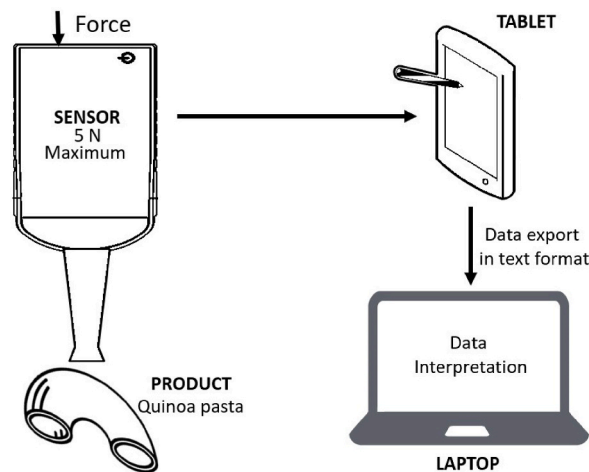 Force
SENSOR
5 N
Maximum
TABLET
Data export
in text format
Data
Interpretation
PRODUCT
Quinoa pasta
LAPTOP